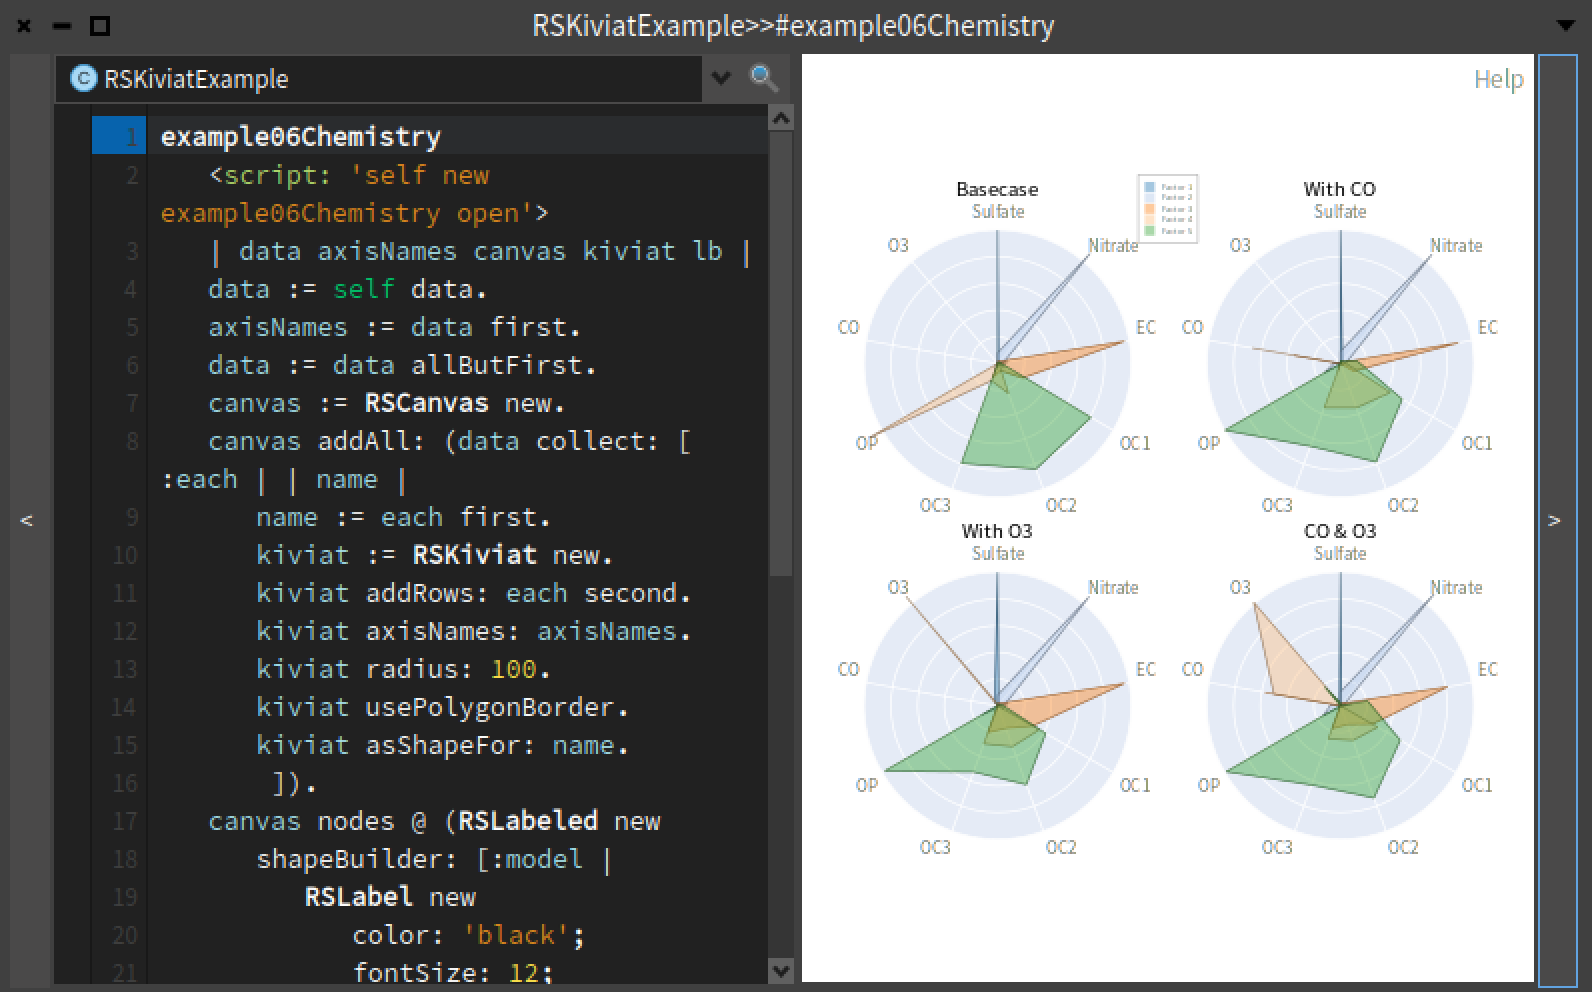 RSKiviatExample>>#example06Chemistry
RSKiviatExample
1 example06Chemistry
2 <script: 'self new
example06Chemistry open'>
3 | data axisNames canvas kiviat lb |
4 data := self data.
5 axisNames := data first.
6 data := data allButFirst.
7 canvas := RSCanvas new.
8 canvas addAll: (data collect: [
:each | | name |
9 name := each first.
10 kiviat := RSKiviat new.
11 kiviat addRows: each second.
12 kiviat axisNames: axisNames.
13 kiviat radius: 100.
14 kiviat usePolygonBorder.
15 kiviat asShapeFor: name.
16 ]).
17 canvas nodes @ (RSLabeled new
18 shapeBuilder: [:model |
19 RSLabel new
20 color: 'black';
21 fontSize: 12;
<
>
Help
Basecase
Sulfate
Nitrate
EC
OC1
OC2
OC3
OP
CO
O3
Factor 1
Factor 2
Factor 3
Factor 4
Factor 5
With CO
Sulfate
Nitrate
EC
OC1
OC2
OC3
OP
CO
O3
With O3
Sulfate
Nitrate
EC
OC1
OC2
OC3
OP
CO
O3
CO & O3
Sulfate
Nitrate
EC
OC1
OC2
OC3
OP
CO
O3